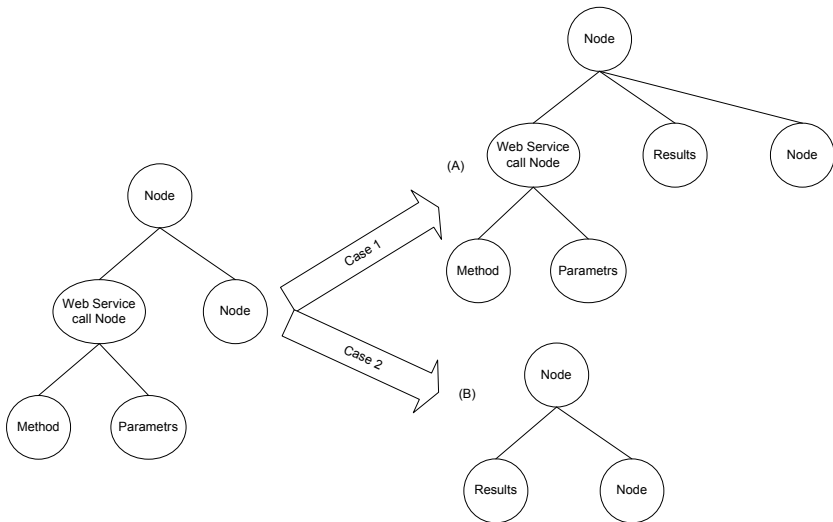 Node
Web Service
call Node
Results
Node
(A)
Method
Parametrs
Node
Web Service
call Node
Node
Method
Parametrs
Case 1
Case 2
(B)
Node
Results
Node